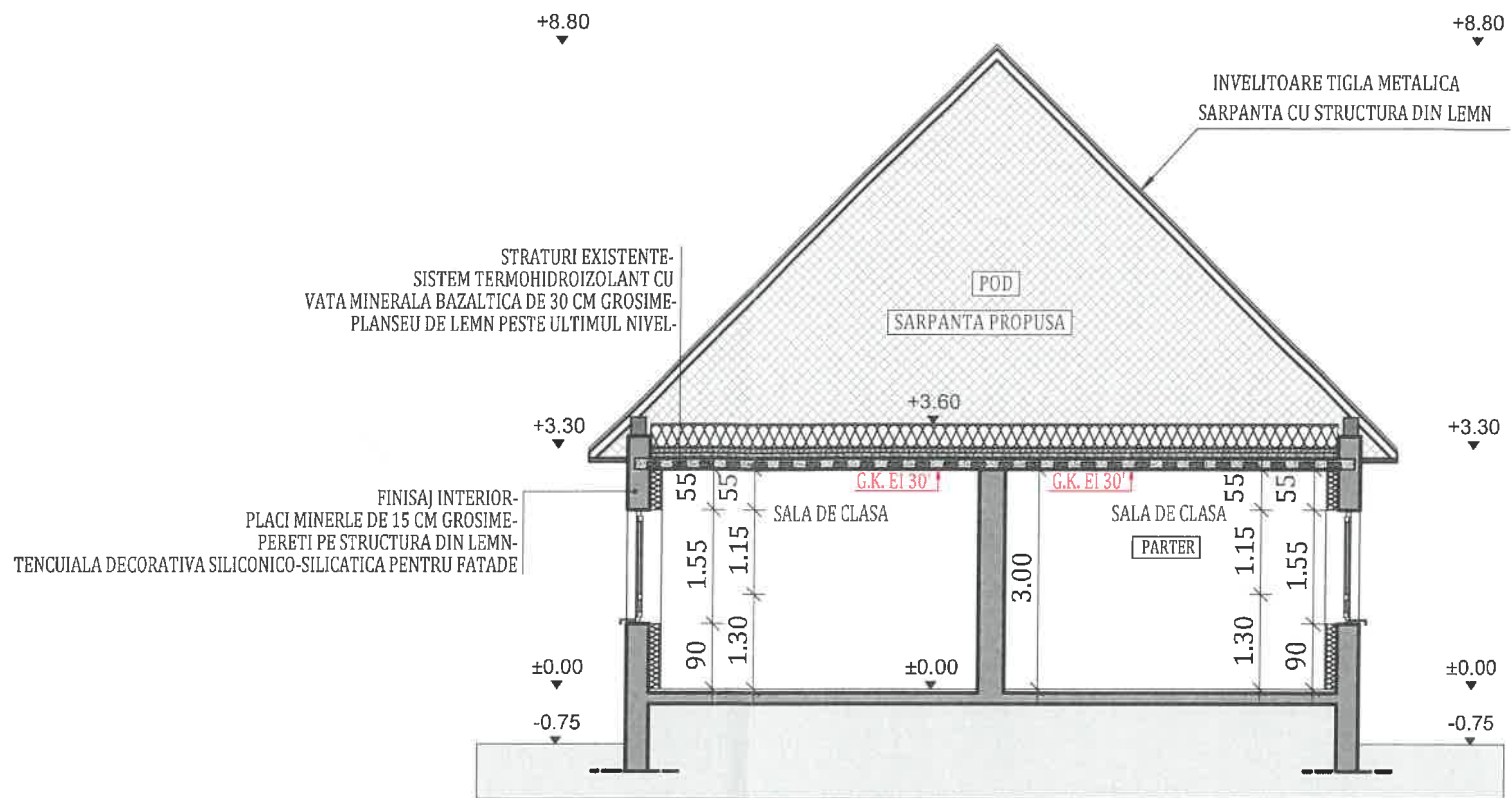 +8.80
+8.80
INVELITOARE TIGLA METALICA
SARPANTA CU STRUCTURA DIN LEMN
STRATURI EXISTENTE-
SISTEM TERMOHIDROIZOLANT CU
VATA MINERALA BAZALTICA DE 30 CM GROSIME-
PLANSEU DE LEMN PESTE ULTIMUL NIVEL-
POD
SARPANTA PROPUSA
+3.60
+3.30
+3.30
G.K. EI 30'
G.K. EI 30'
FINISAJ INTERIOR-
PLACI MINERLE DE 15 CM GROSIME-
PERETI PE STRUCTURA DIN LEMN-
TENCUIALA DECORATIVA SILICONICO-SILICATICA PENTRU FATADE
55
55
SALA DE CLASA
SALA DE CLASA
55
55
PARTER
1.55
1.15
3.00
1.15
1.55
90
1.30
1.30
90
±0.00
±0.00
±0.00
-0.75
-0.75